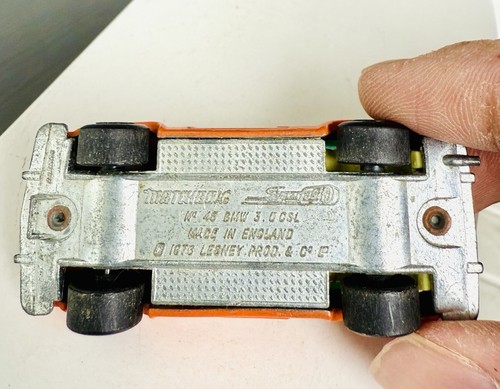 MATCHBOX Superfast
Nº 45 BMW 3.0 CSL
MADE IN ENGLAND
© 1973 LESNEY PROD. & Cº Lᵀᴰ